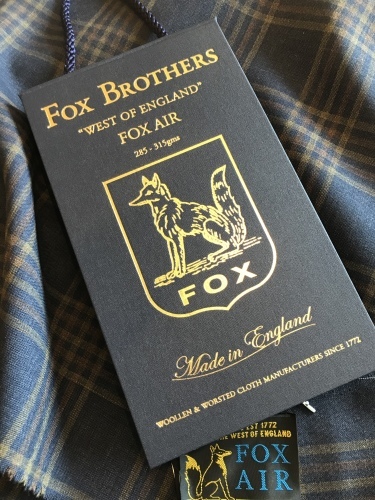 FOX BROTHERS
"WEST OF ENGLAND"
FOX AIR
285 - 315gms
FOX
Made in England
WOOLLEN & WORSTED CLOTH MANUFACTURERS SINCE 1772
EST 1772
THE WEST OF ENGLAND
FOX
AIR